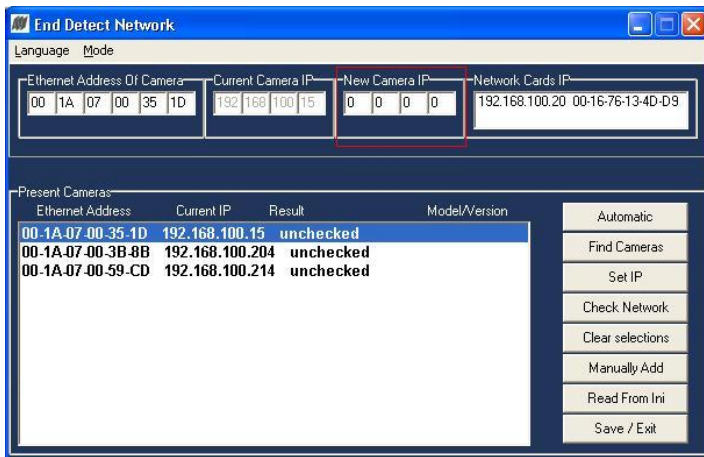 End Detect Network
Language Mode
Ethernet Address Of Camera Current Camera IP New Camera IP Network Cards IP
00 1A 07 00 35 1D 192 168 100 15 0 0 0 0 192.168.100.20 00-16-76-13-4D-D9
Present Cameras
Ethernet Address Current IP Result Model/Version
00-1A-07-00-35-1D 192.168.100.15 unchecked
00-1A-07-00-3B-8B 192.168.100.204 unchecked
00-1A-07-00-59-CD 192.168.100.214 unchecked
Automatic
Find Cameras
Set IP
Check Network
Clear selections
Manually Add
Read From Ini
Save / Exit